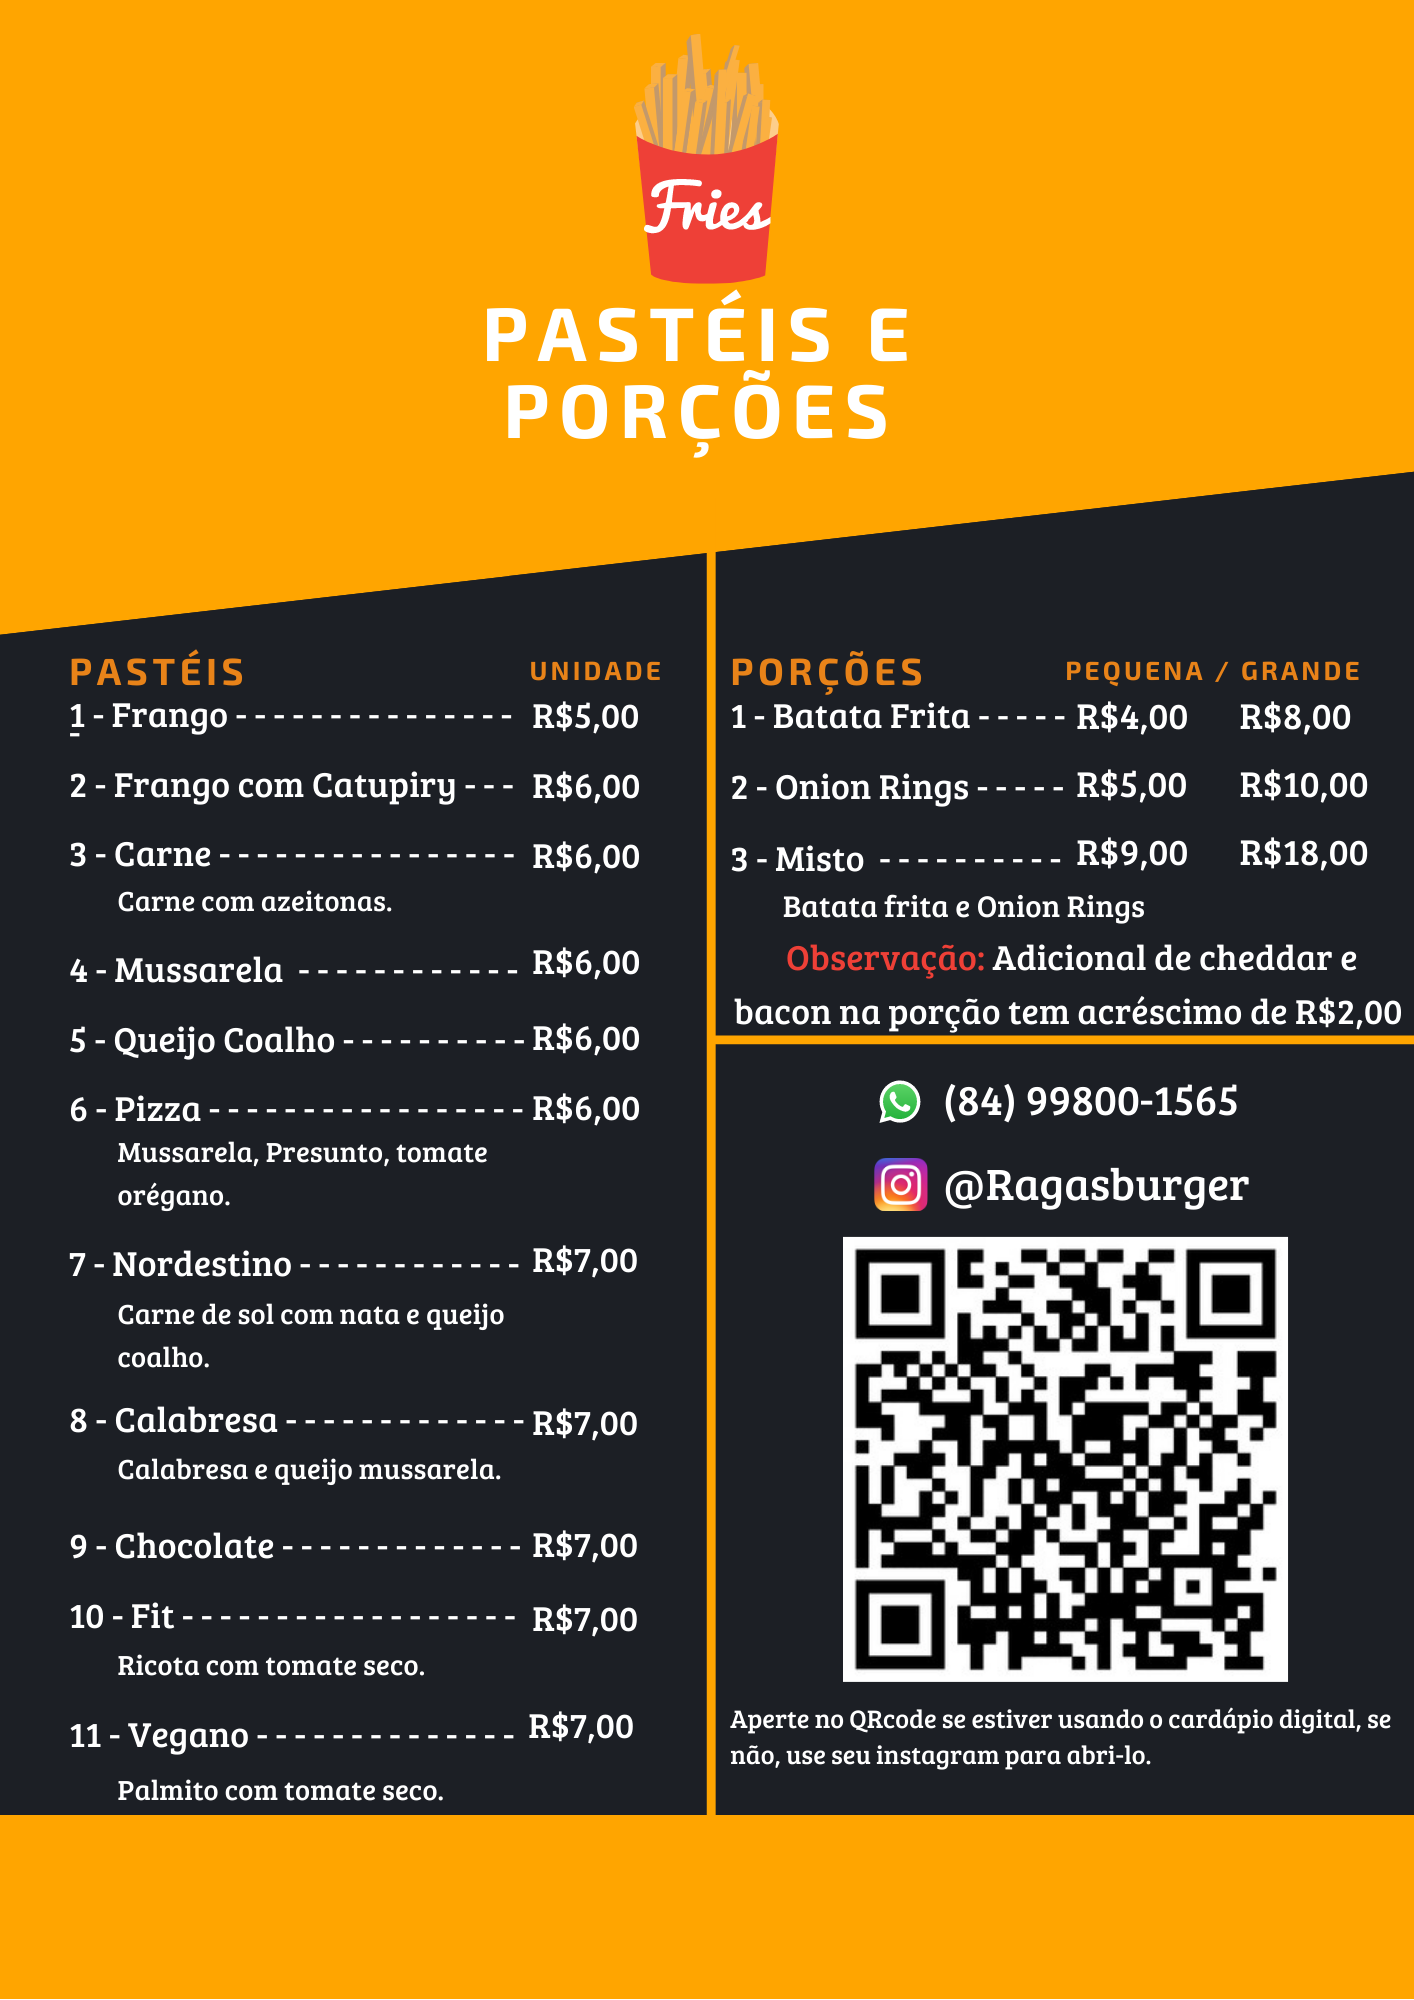 Fries
PASTÉIS E
PORÇÕES
PASTÉIS UNIDADE
1 - Frango - - - - - - - - - - - - - - - R$5,00
-
2 - Frango com Catupiry - - - R$6,00
3 - Carne - - - - - - - - - - - - - - - - R$6,00
Carne com azeitonas.
4 - Mussarela - - - - - - - - - - - - R$6,00
5 - Queijo Coalho - - - - - - - - - - R$6,00
6 - Pizza - - - - - - - - - - - - - - - - - R$6,00
Mussarela, Presunto, tomate
orégano.
7 - Nordestino - - - - - - - - - - - - R$7,00
Carne de sol com nata e queijo
coalho.
8 - Calabresa - - - - - - - - - - - - - R$7,00
Calabresa e queijo mussarela.
9 - Chocolate - - - - - - - - - - - - - R$7,00
10 - Fit - - - - - - - - - - - - - - - - - - R$7,00
Ricota com tomate seco.
11 - Vegano - - - - - - - - - - - - - - R$7,00
Palmito com tomate seco.
PORÇÕES PEQUENA / GRANDE
1 - Batata Frita - - - - - R$4,00 R$8,00
2 - Onion Rings - - - - - R$5,00 R$10,00
3 - Misto - - - - - - - - - - R$9,00 R$18,00
Batata frita e Onion Rings
Observação: Adicional de cheddar e
bacon na porção tem acréscimo de R$2,00
(84) 99800-1565
@Ragasburger
Aperte no QRcode se estiver usando o cardápio digital, se
não, use seu instagram para abri-lo.